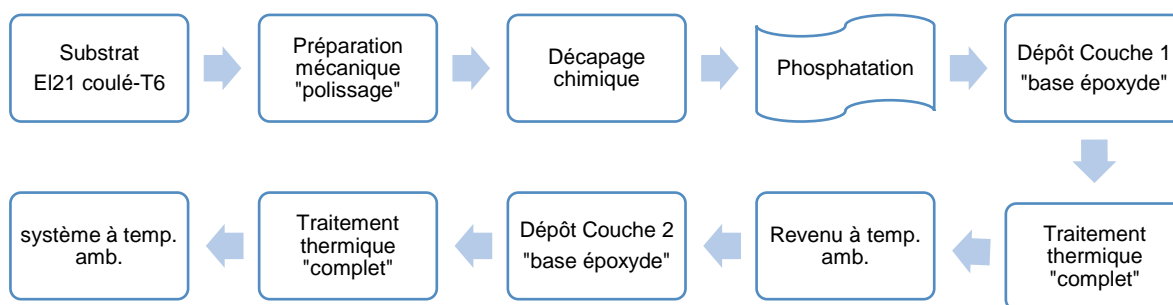 Substrat
El21 coulé-T6
Préparation
mécanique
"polissage"
Décapage
chimique
Phosphatation
Dépôt Couche 1
"base époxyde"
Traitement
thermique
"complet"
Revenu à temp.
amb.
Dépôt Couche 2
"base époxyde"
Traitement
thermique
"complet"
système à temp.
amb.